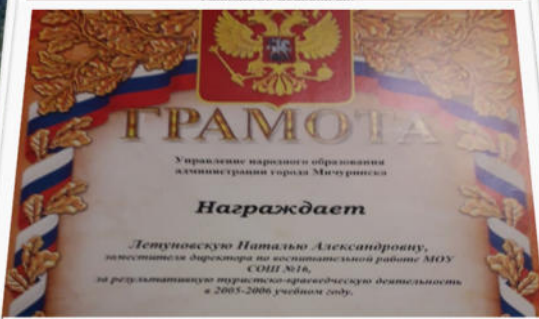 ГРАМОТА
Управление народного образования
администрации города Мичуринска
Награждает
Летуновскую Наталью Александровну,
заместителя директора по воспитательной работе МОУ
СОШ №16,
за результативную туристско-краеведческую деятельность
в 2005-2006 учебном году.